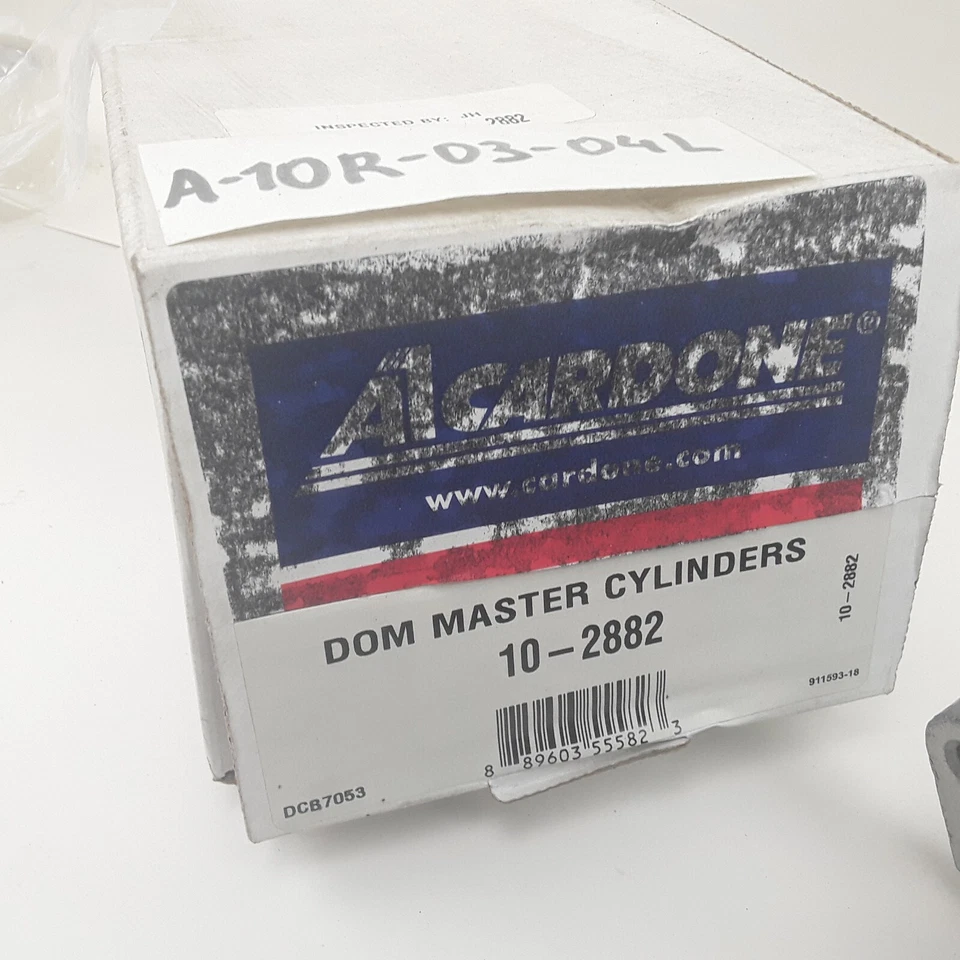 INSPECTED BY: JH
2882
A-10R-03-04L
A1CARDONE®
www.cardone.com
DOM MASTER CYLINDERS
10-2882
10-2882
911593-18
8 89603 55582 3
DCB7053